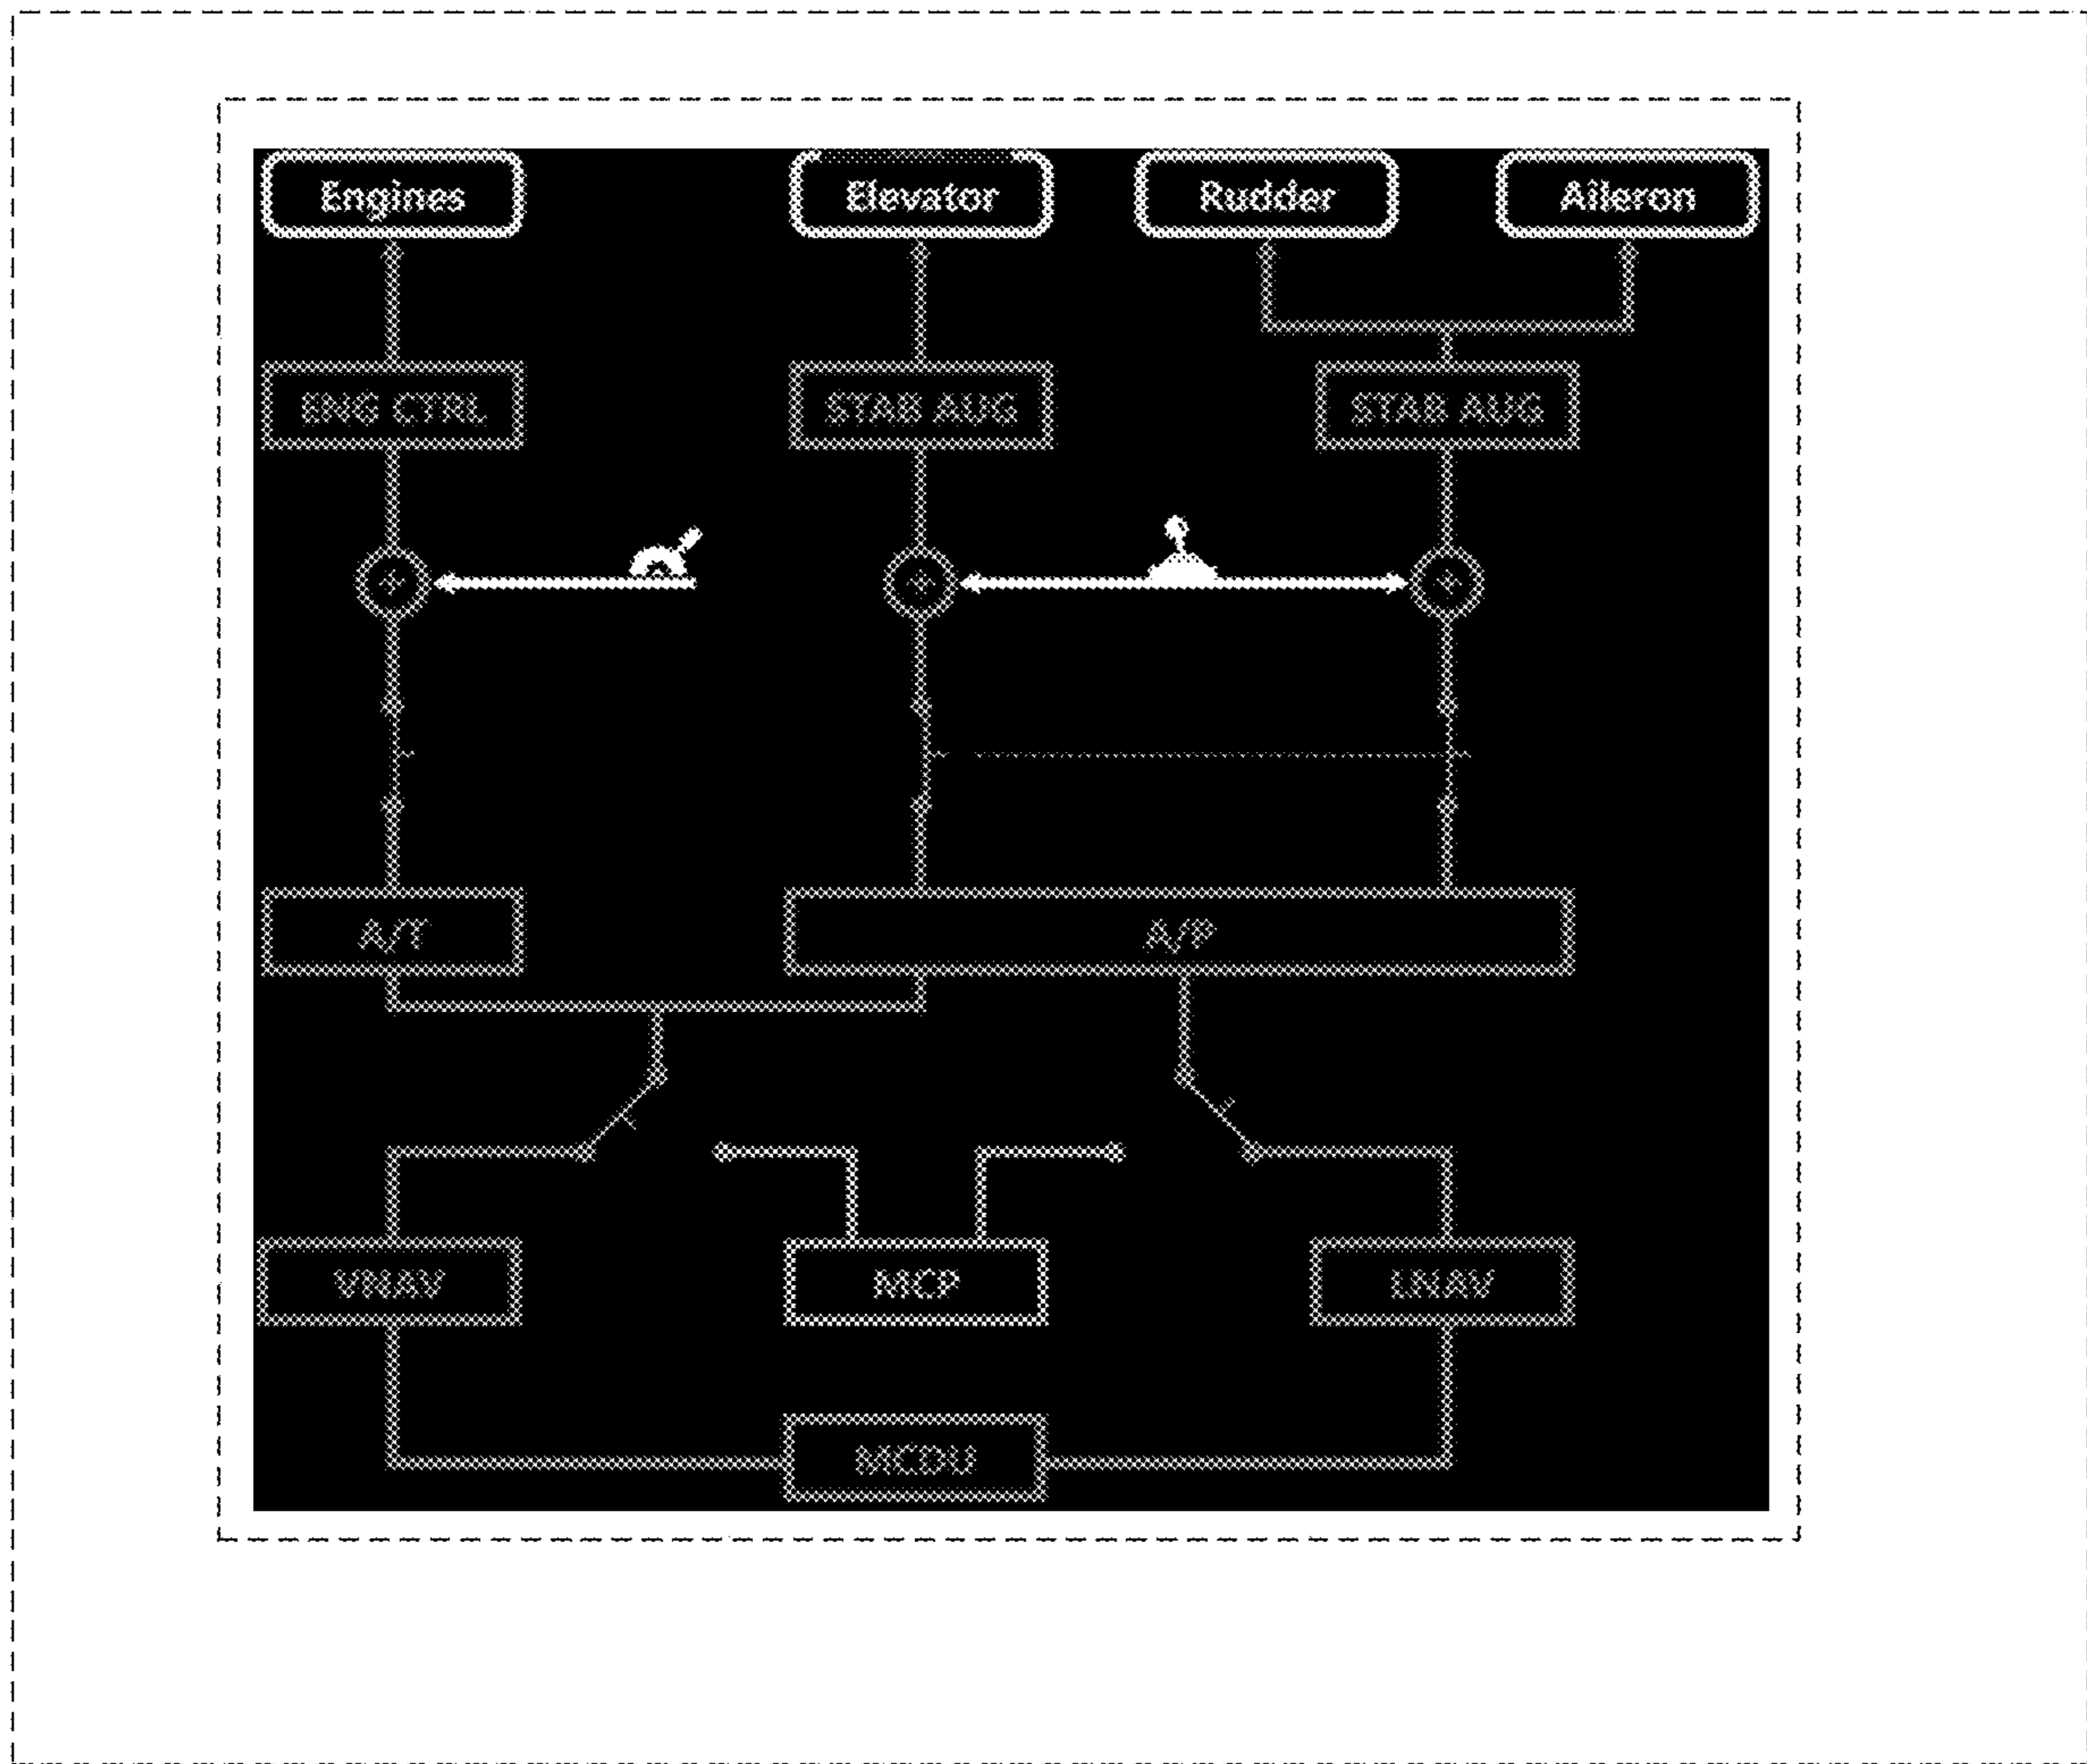 Engines
Elevator
Rudder
Aileron
ENG CTRL
STAB AUG
STAB AUG
A/T
A/P
VNAV
MCP
LNAV
MCDU